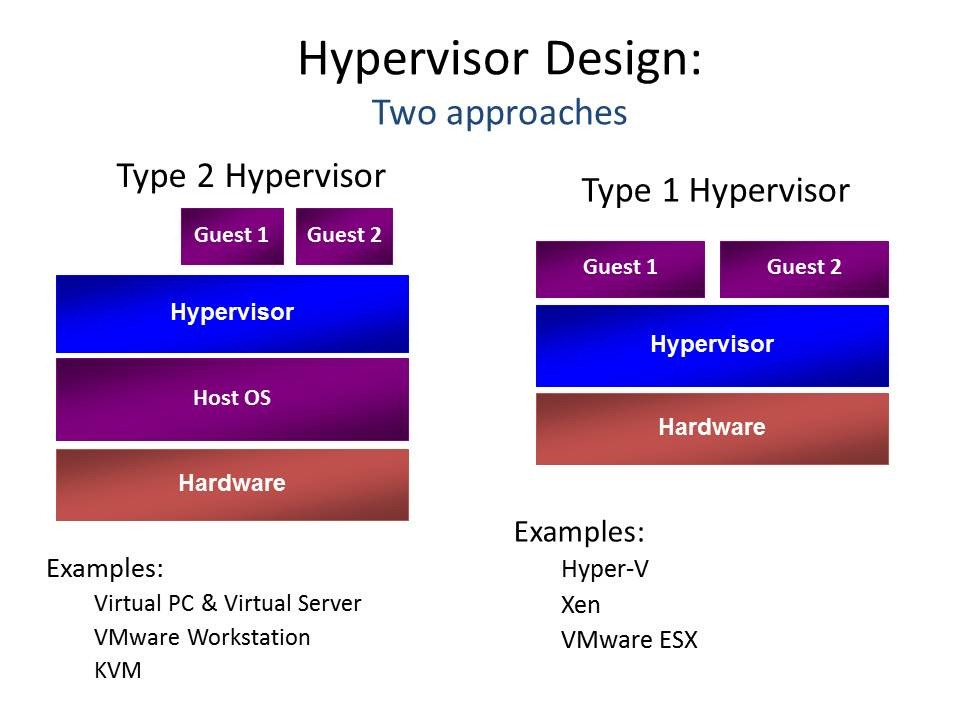 Hypervisor Design:
Two approaches
Type 2 Hypervisor
Guest 1
Guest 2
Hypervisor
Host OS
Hardware
Examples:
Virtual PC & Virtual Server
VMware Workstation
KVM
Type 1 Hypervisor
Guest 1
Guest 2
Hypervisor
Hardware
Examples:
Hyper-V
Xen
VMware ESX